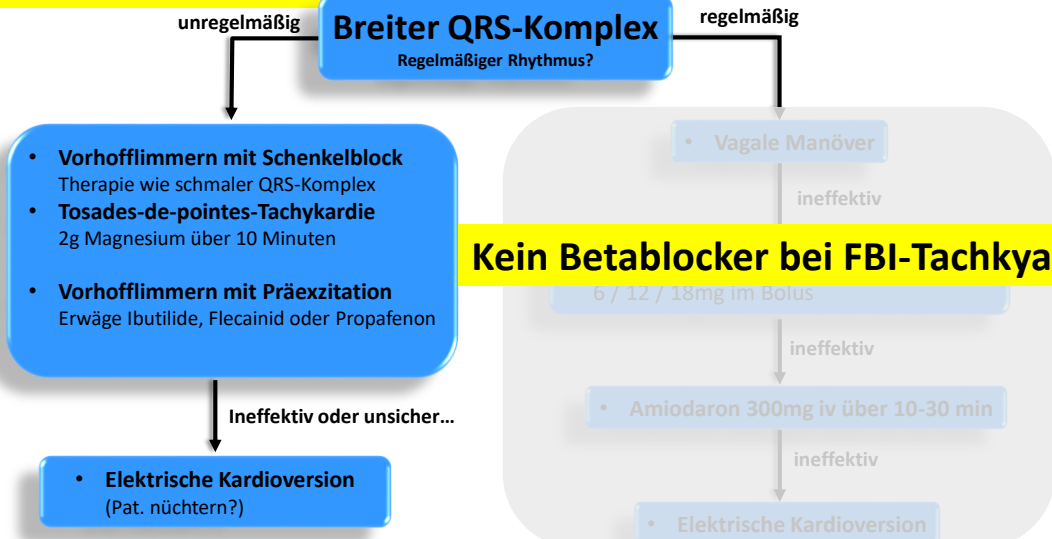 unregelmäßig
Breiter QRS-Komplex
regelmäßig
Regelmäßiger Rhythmus?
• Vorhofflimmern mit Schenkelblock
Therapie wie schmaler QRS-Komplex
• Tosades-de-pointes-Tachykardie
2g Magnesium über 10 Minuten
• Vorhofflimmern mit Präexzitation
Erwäge Ibutilide, Flecainid oder Propafenon
Ineffektiv oder unsicher…
• Elektrische Kardioversion
(Pat. nüchtern?)
• Vagale Manöver
ineffektiv
Kein Betablocker bei FBI-Tachkya
6 / 12 / 18mg im Bolus
ineffektiv
• Amiodaron 300mg iv über 10-30 min
ineffektiv
• Elektrische Kardioversion